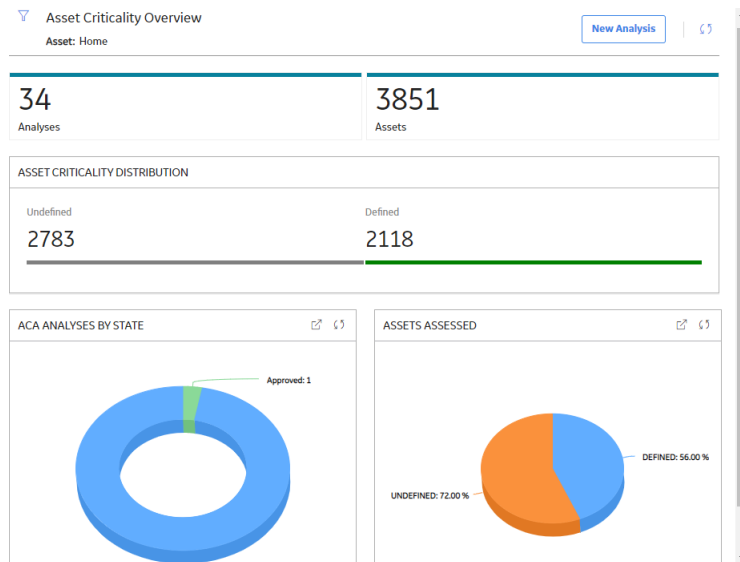 Asset Criticality Overview
Asset: Home
New Analysis
34
Analyses
3851
Assets
ASSET CRITICALITY DISTRIBUTION
Undefined
2783
Defined
2118
ACA ANALYSES BY STATE
Approved: 1
ASSETS ASSESSED
DEFINED: 56.00 %
UNDEFINED: 72.00 %